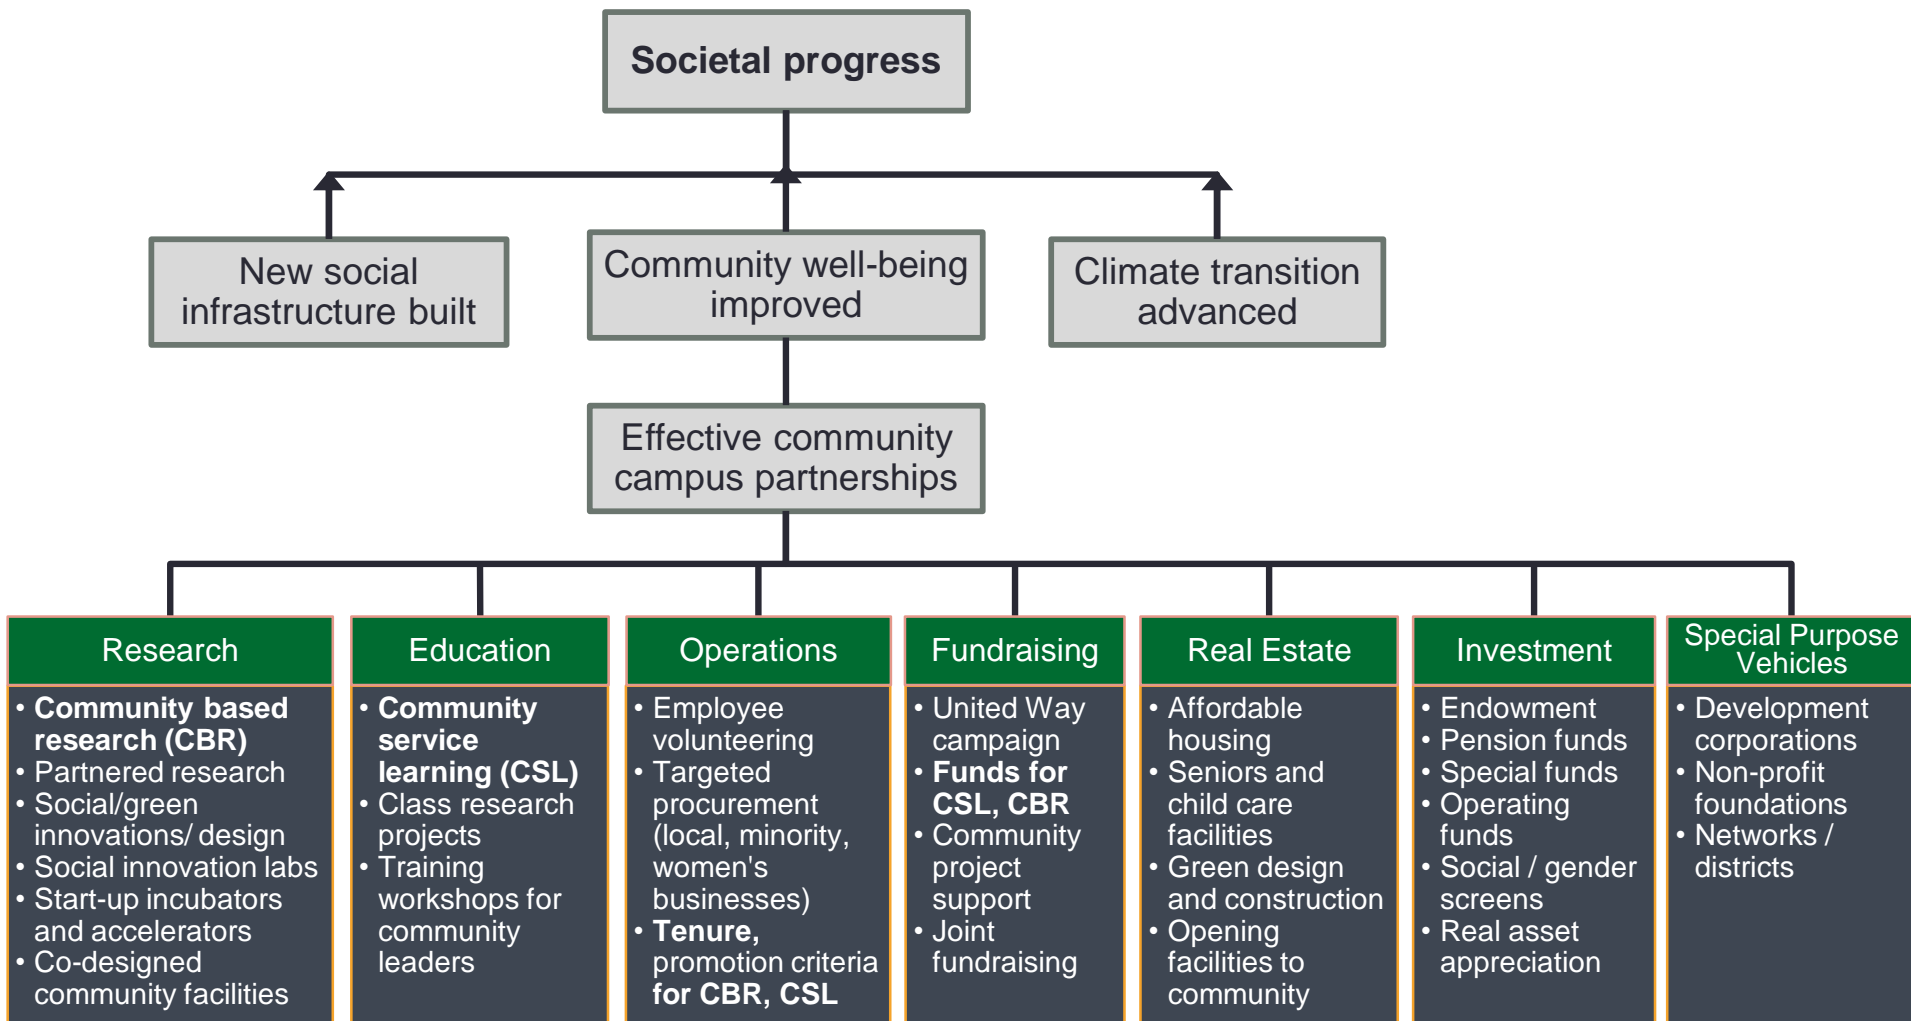 Societal progress
New social
infrastructure built
Community well-being
improved
Climate transition
advanced
Effective community
campus partnerships
Research
• Community based
research (CBR)
• Partnered research
• Social/green
innovations/ design
• Social innovation labs
• Start-up incubators
and accelerators
• Co-designed
community facilities
Education
• Community
service
learning (CSL)
• Class research
projects
• Training
workshops for
community
leaders
Operations
• Employee
volunteering
• Targeted
procurement
(local, minority,
women's
businesses)
• Tenure,
promotion criteria
for CBR, CSL
Fundraising
• United Way
campaign
• Funds for
CSL, CBR
• Community
project
support
• Joint
fundraising
Real Estate
• Affordable
housing
• Seniors and
child care
facilities
• Green design
and construction
• Opening
facilities to
community
Investment
• Endowment
• Pension funds
• Special funds
• Operating
funds
• Social / gender
screens
• Real asset
appreciation
Special Purpose
Vehicles
• Development
corporations
• Non-profit
foundations
• Networks /
districts